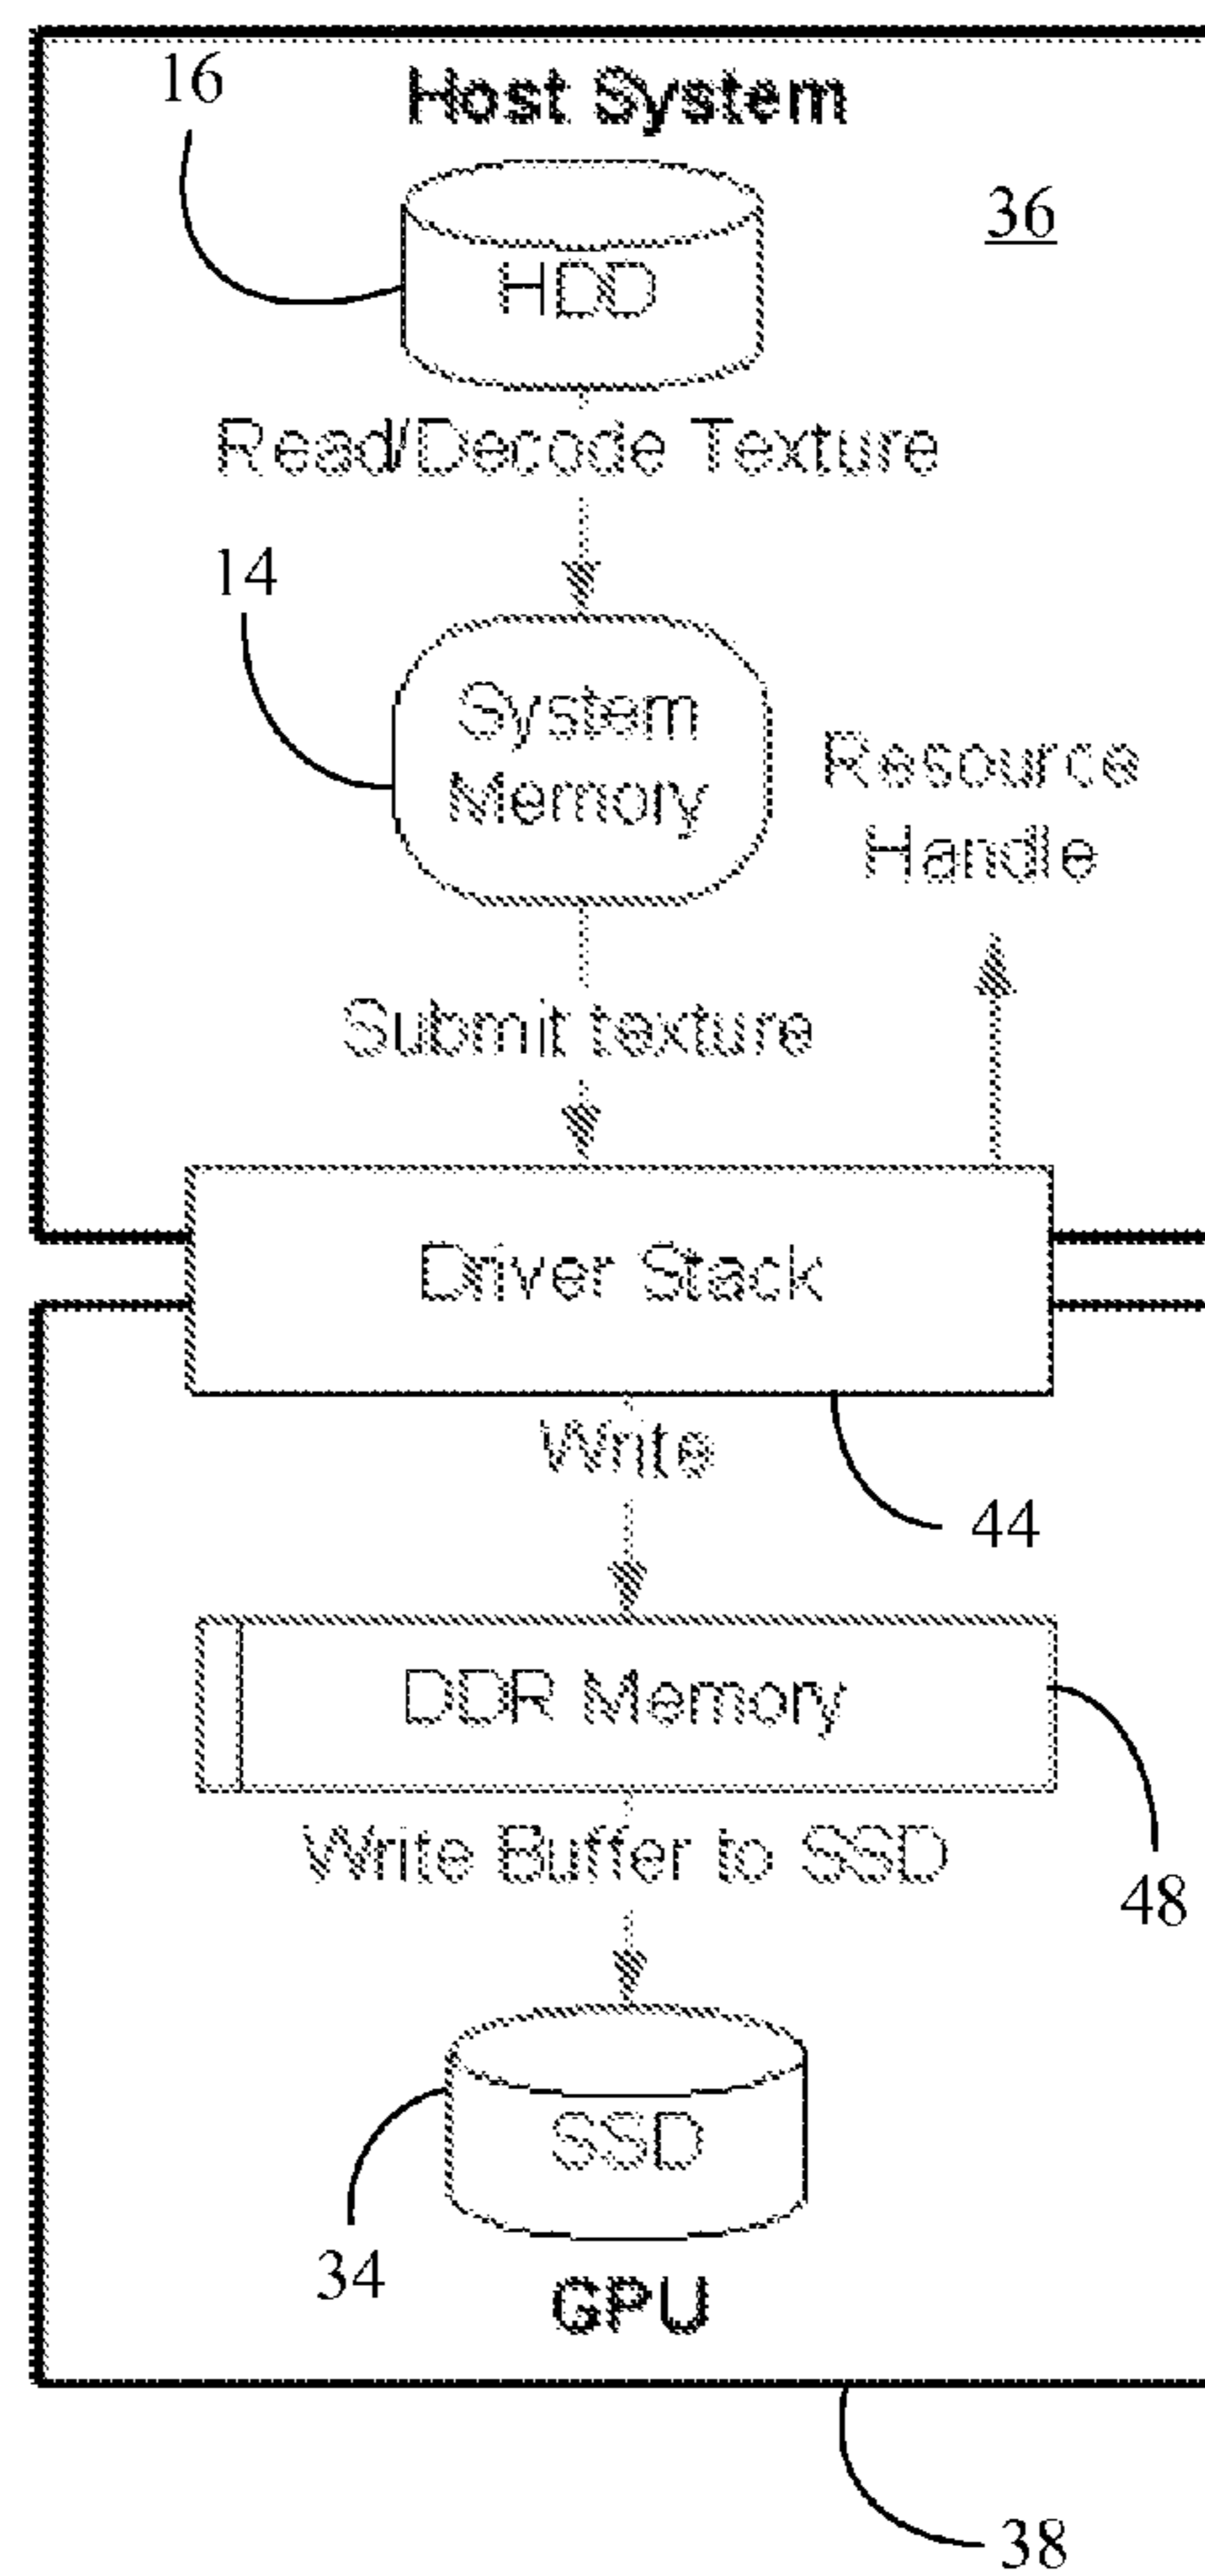 16
Host System
36
HDD
Read/Decode Texture
14
System
Memory
Resource
Handle
Submit texture
Driver Stack
Write
44
DDR Memory
Write Buffer to SSD
48
SSD
34
GPU
38